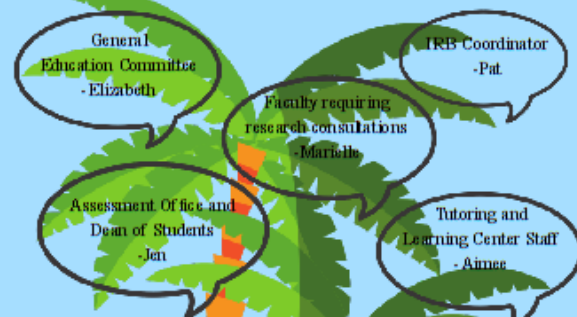 General
Education Committee
-Elizabeth
IRB Coordinator
-Pat
Faculty requiring
research consultations
-Marielle
Assessment Office and
Dean of Students
-Jen
Tutoring and
Learning Center Staff
- Aimee